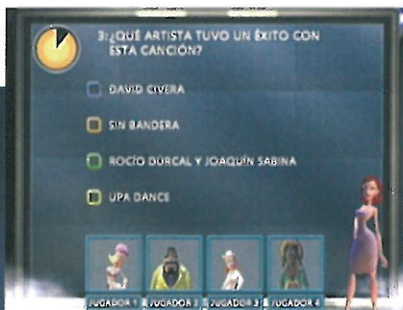 3: ¿QUÉ ARTISTA TUVO UN ÉXITO CON
ESTA CANCIÓN?
DAVID CIVERA
SIN BANDERA
ROCÍO DÚRCAL Y JOAQUÍN SABINA
UPA DANCE
JUGADOR 1 JUGADOR 2 JUGADOR 3 JUGADOR 4